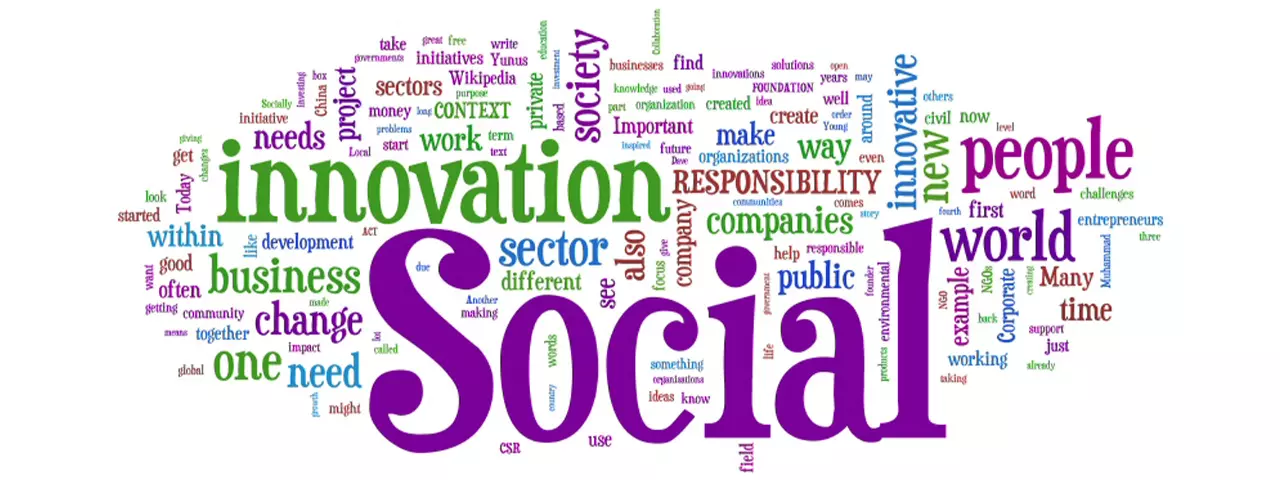 Collaboration
education
take
great
free
write
society
governments
initiatives
Yunus
investment
businesses
find
innovations
solutions
open
investing
box
project
sectors
Wikipedia
private
knowledge
used
going
FOUNDATION
years
may
innovative
China
purpose
Socially
money
long
CONTEXT
based
part
organization
created
idea
well
around
others
initiative
needs
problems
start
work
term
text
Important
make
create
order
Young
civil
now
new
level
people
giving
get
changes
Local
innovation
inspired
future
Dave
organizations
way
even
look
Today
RESPONSIBILITY
word
challenges
started
ACT
communities
comes
story
fourth
first
entrepreneurs
within
like
development
sector
also
give
company
companies
world
three
want
good
business
due
different
focus
help
responsible
Many
Muhammad
often
made
Social
Another
making
see
government
public
founder
environmental
NGO
example
NGOs
Corporate
creating
time
getting
community
change
means
together
impact
lot
called
words
life
products
back
support
just
global
one
need
something
organisations
working
already
taking
growth
might
country
ideas
know
CSR
use
field